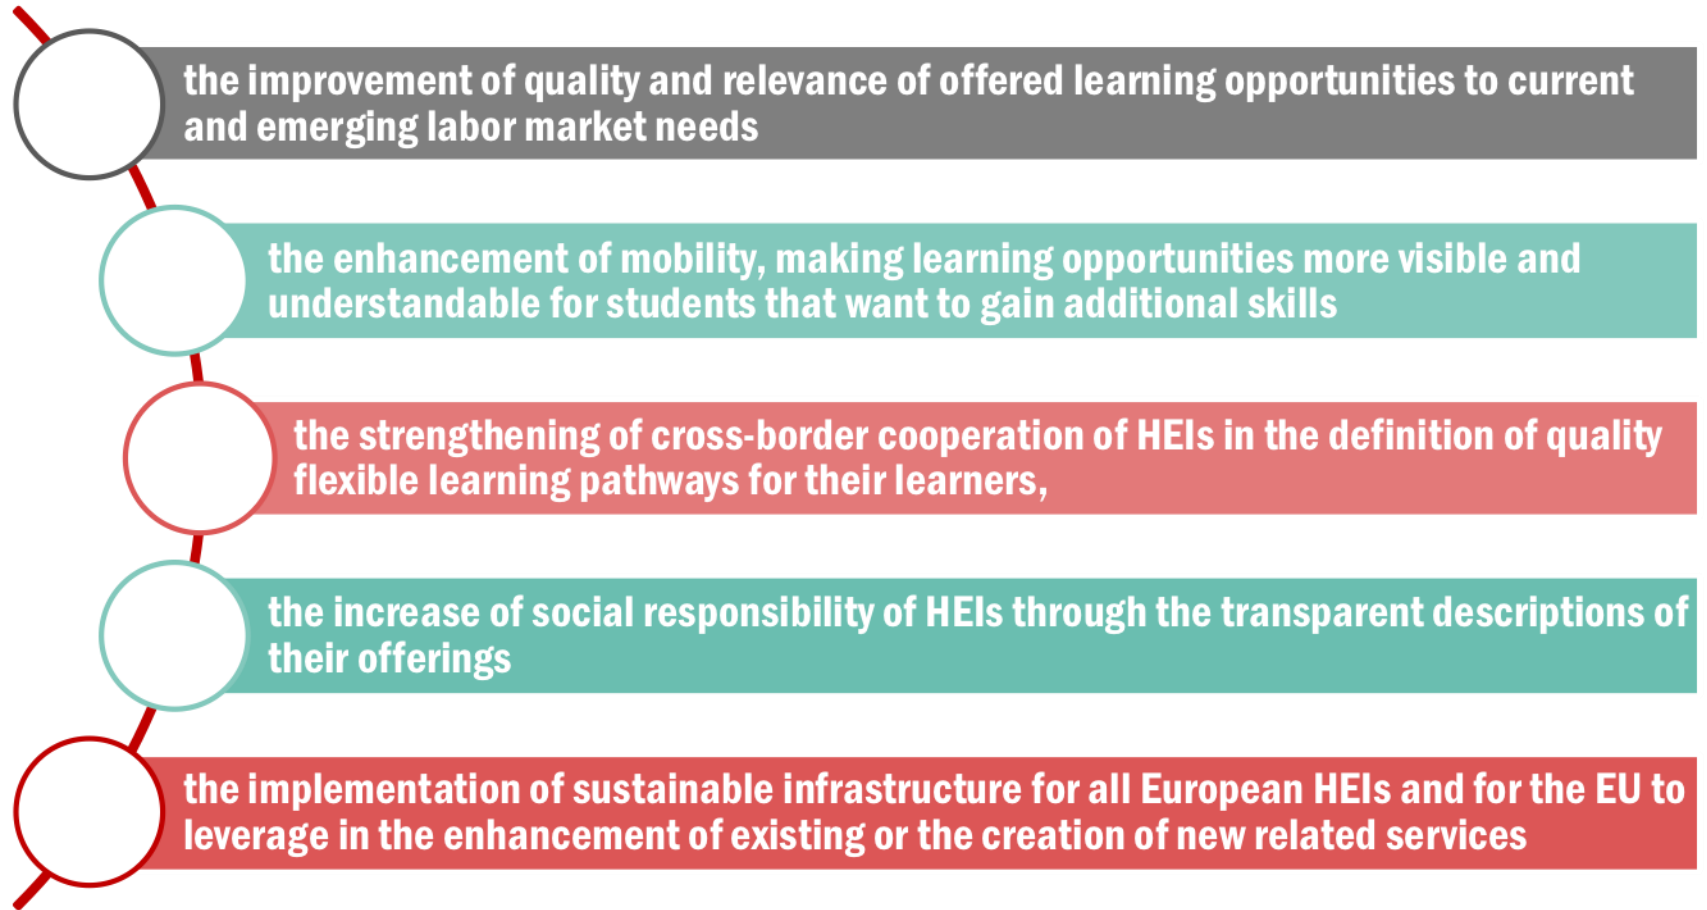 the improvement of quality and relevance of offered learning opportunities to current
and emerging labor market needs
the enhancement of mobility, making learning opportunities more visible and
understandable for students that want to gain additional skills
the strengthening of cross-border cooperation of HEIs in the definition of quality
flexible learning pathways for their learners,
the increase of social responsibility of HEIs through the transparent descriptions of
their offerings
the implementation of sustainable infrastructure for all European HEIs and for the EU to
leverage in the enhancement of existing or the creation of new related services